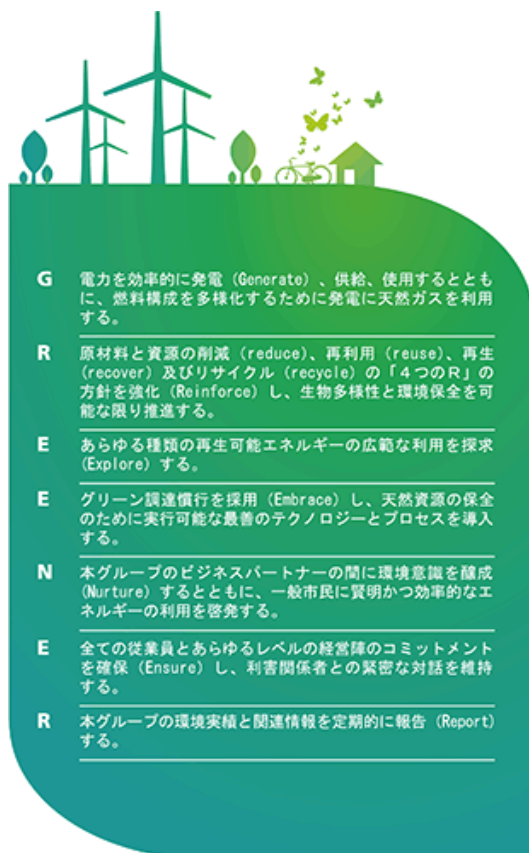 G 電力を効率的に発電（Generate）、供給、使用するととも
に、燃料構成を多様化するために発電に天然ガスを利用
する。
R 原材料と資源の削減（reduce）、再利用（reuse）、再生
（recover）及びリサイクル（recycle）の「４つのＲ」の
方針を強化（Reinforce）し、生物多様性と環境保全を可
能な限り推進する。
E あらゆる種類の再生可能エネルギーの広範な利用を探求
（Explore）する。
E グリーン調達慣行を採用（Embrace）し、天然資源の保全
のために実行可能な最善のテクノロジーとプロセスを導入
する。
N 本グループのビジネスパートナーの間に環境意識を醸成
（Nurture）するとともに、一般市民に賢明かつ効率的なエ
ネルギーの利用を啓発する。
E 全ての従業員とあらゆるレベルの経営陣のコミットメント
を確保（Ensure）し、利害関係者との緊密な対話を維持
する。
R 本グループの環境実績と関連情報を定期的に報告（Report）
する。